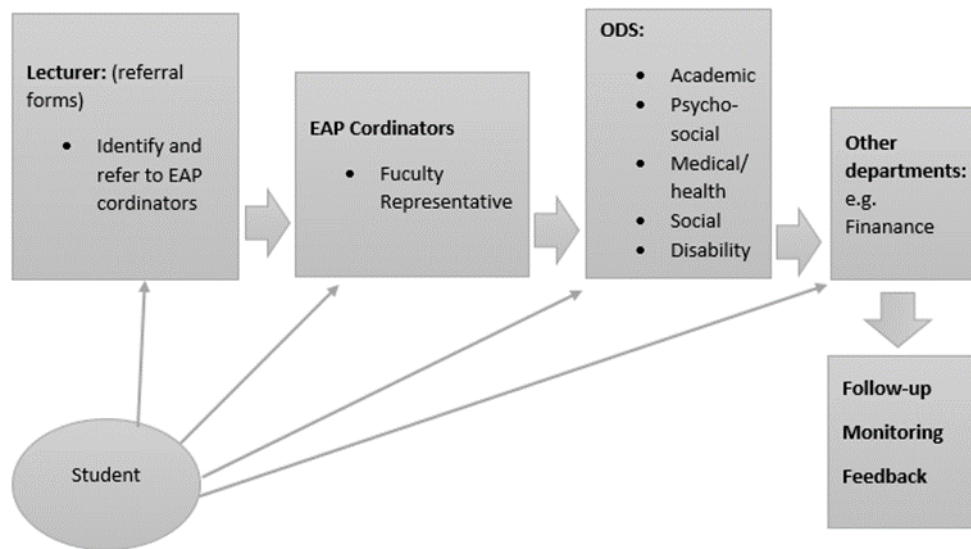 Lecturer: (referral
forms)
• Identify and
refer to EAP
cordinators
EAP Cordinators
• Fuculty
Representative
ODS:
• Academic
• Psycho-
social
• Medical/
health
• Social
• Disability
Other
departments:
e.g.
Finanance
Follow-up
Monitoring
Feedback
Student